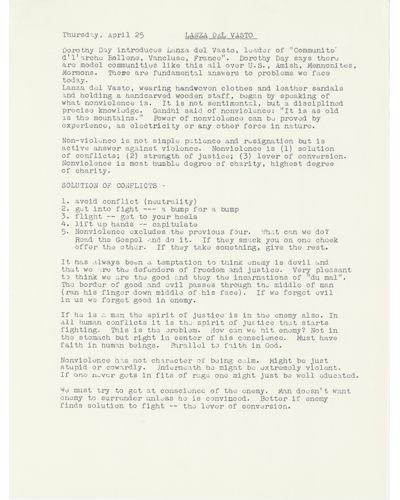 Thursday, April 25 LANZA DEL VASTO
Dorothy Day introduces Lanza del Vasto, leader of "Communite'
d'l'arche Bollene, Vancluse, France". Dorothy Day says there
are model communities like this all over U.S., Amish, Mennonites,
Mormons. There are fundamental answers to problems we face
today.
Lanza del Vasto, wearing handwoven clothes and leather sandals
and holding a handcarved wooden staff, began by speaking of
what nonviolence is. It is not sentimental, but a disciplined
precise knowledge. Gandhi said of nonviolence: "It is as old
as the mountains." Power of nonviolence can be proved by
experience, as electricity or any other force in nature.
Non-violence is not simple patience and resignation but is
active answer against violence. Nonviolence is (1) solution
of conflicts; (2) strength of justice; (3) lever of conversion.
Nonviolence is most humble degree of charity, highest degree
of charity.
SOLUTION OF CONFLICTS -
1. avoid conflict (neutrality)
2. get into fight --- a bump for a bump
3. flight -- get to your heels
4. lift up hands -- capitulate
5. Nonviolence excludes the previous four. What can we do?
Read the Gospel and do it. If they smack you on one cheek
offer the other. If they take something, give the rest.
It has always been a temptation to think enemy is devil and
that we are the defenders of freedom and justice. Very pleasant
to think we are the good and they the incarnations of "du mal".
The border of good and evil passes through the middle of man
(ran his finger down middle of his face). If we forget evil
in us we forget good in enemy.
If he is a man the spirit of justice is in the enemy also. In
all human conflicts it is the spirit of justice that starts
fighting. This is the problem. How can we hit enemy? Not in
the stomach but right in center of his conscience. Must have
faith in human beings. Parallel to faith in God.
Nonviolence has not character of being calm. Might be just
stupid or cowardly. Underneath he might be extremely violent.
If one never gets in fits of rage one might just be well educated.
We must try to get at conscience of the enemy. Man doesn't want
enemy to surrender unless he is convinced. Better if enemy
finds solution to fight -- the lever of conversion.